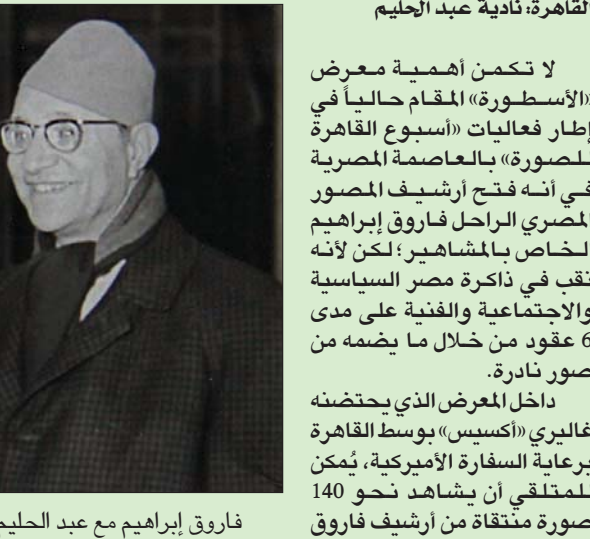 القاهرة: نادية عبد الحليم
لا تكمن أهمية معرض
«الأسطورة» المقام حالياً في
إطار فعاليات «أسبوع القاهرة
للصورة» بالعاصمة المصرية
في أنه فتح أرشيف المصور
المصري الراحل فاروق إبراهيم
الخاص بالمشاهير؛ لكن لأنه
نقب في ذاكرة مصر السياسية
والاجتماعية والفنية على مدى
6 عقود من خلال ما يضمه من
صور نادرة.
داخل المعرض الذي يحتضنه
غاليري «أكسيس» بوسط القاهرة
برعاية السفارة الأميركية، يُمكن
للمتلقي أن يشاهد نحو 140
صورة منتقاة من أرشيف فاروق
فاروق إبراهيم مع عبد الحليم